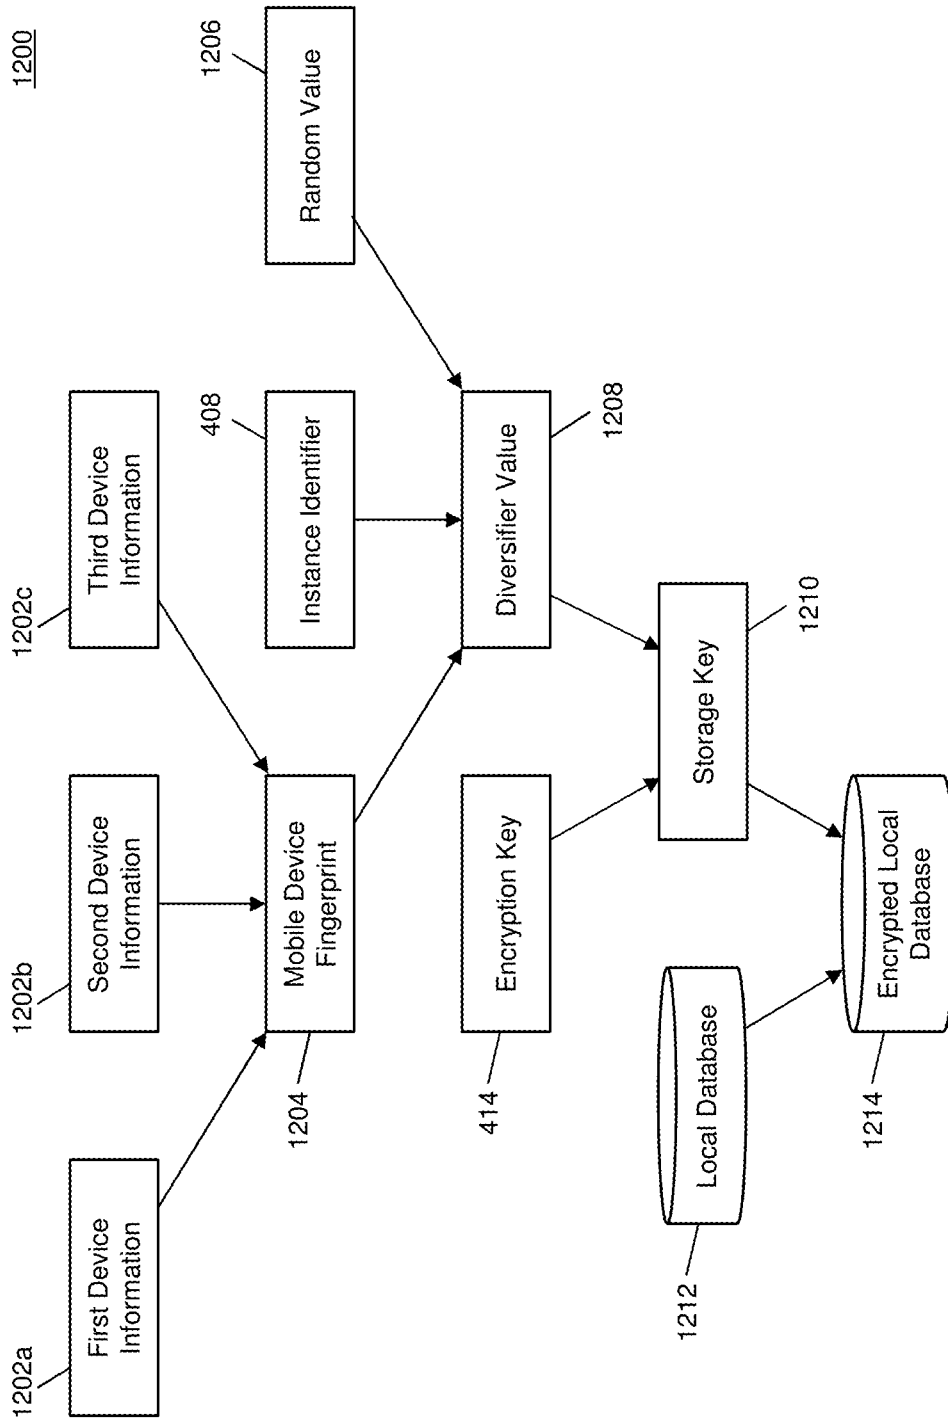 1200
1202a
First Device
Information
1202b
Second Device
Information
1202c
Third Device
Information
1204
Mobile Device
Fingerprint
408
Instance Identifier
1206
Random Value
414
Encryption Key
Diversifier Value
1208
1212
Local Database
Storage Key
1210
1214
Encrypted Local
Database